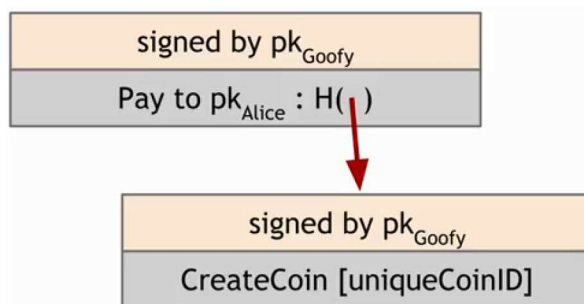 signed by pkGoofy
Pay to pkAlice : H( )
signed by pkGoofy
CreateCoin [uniqueCoinID]